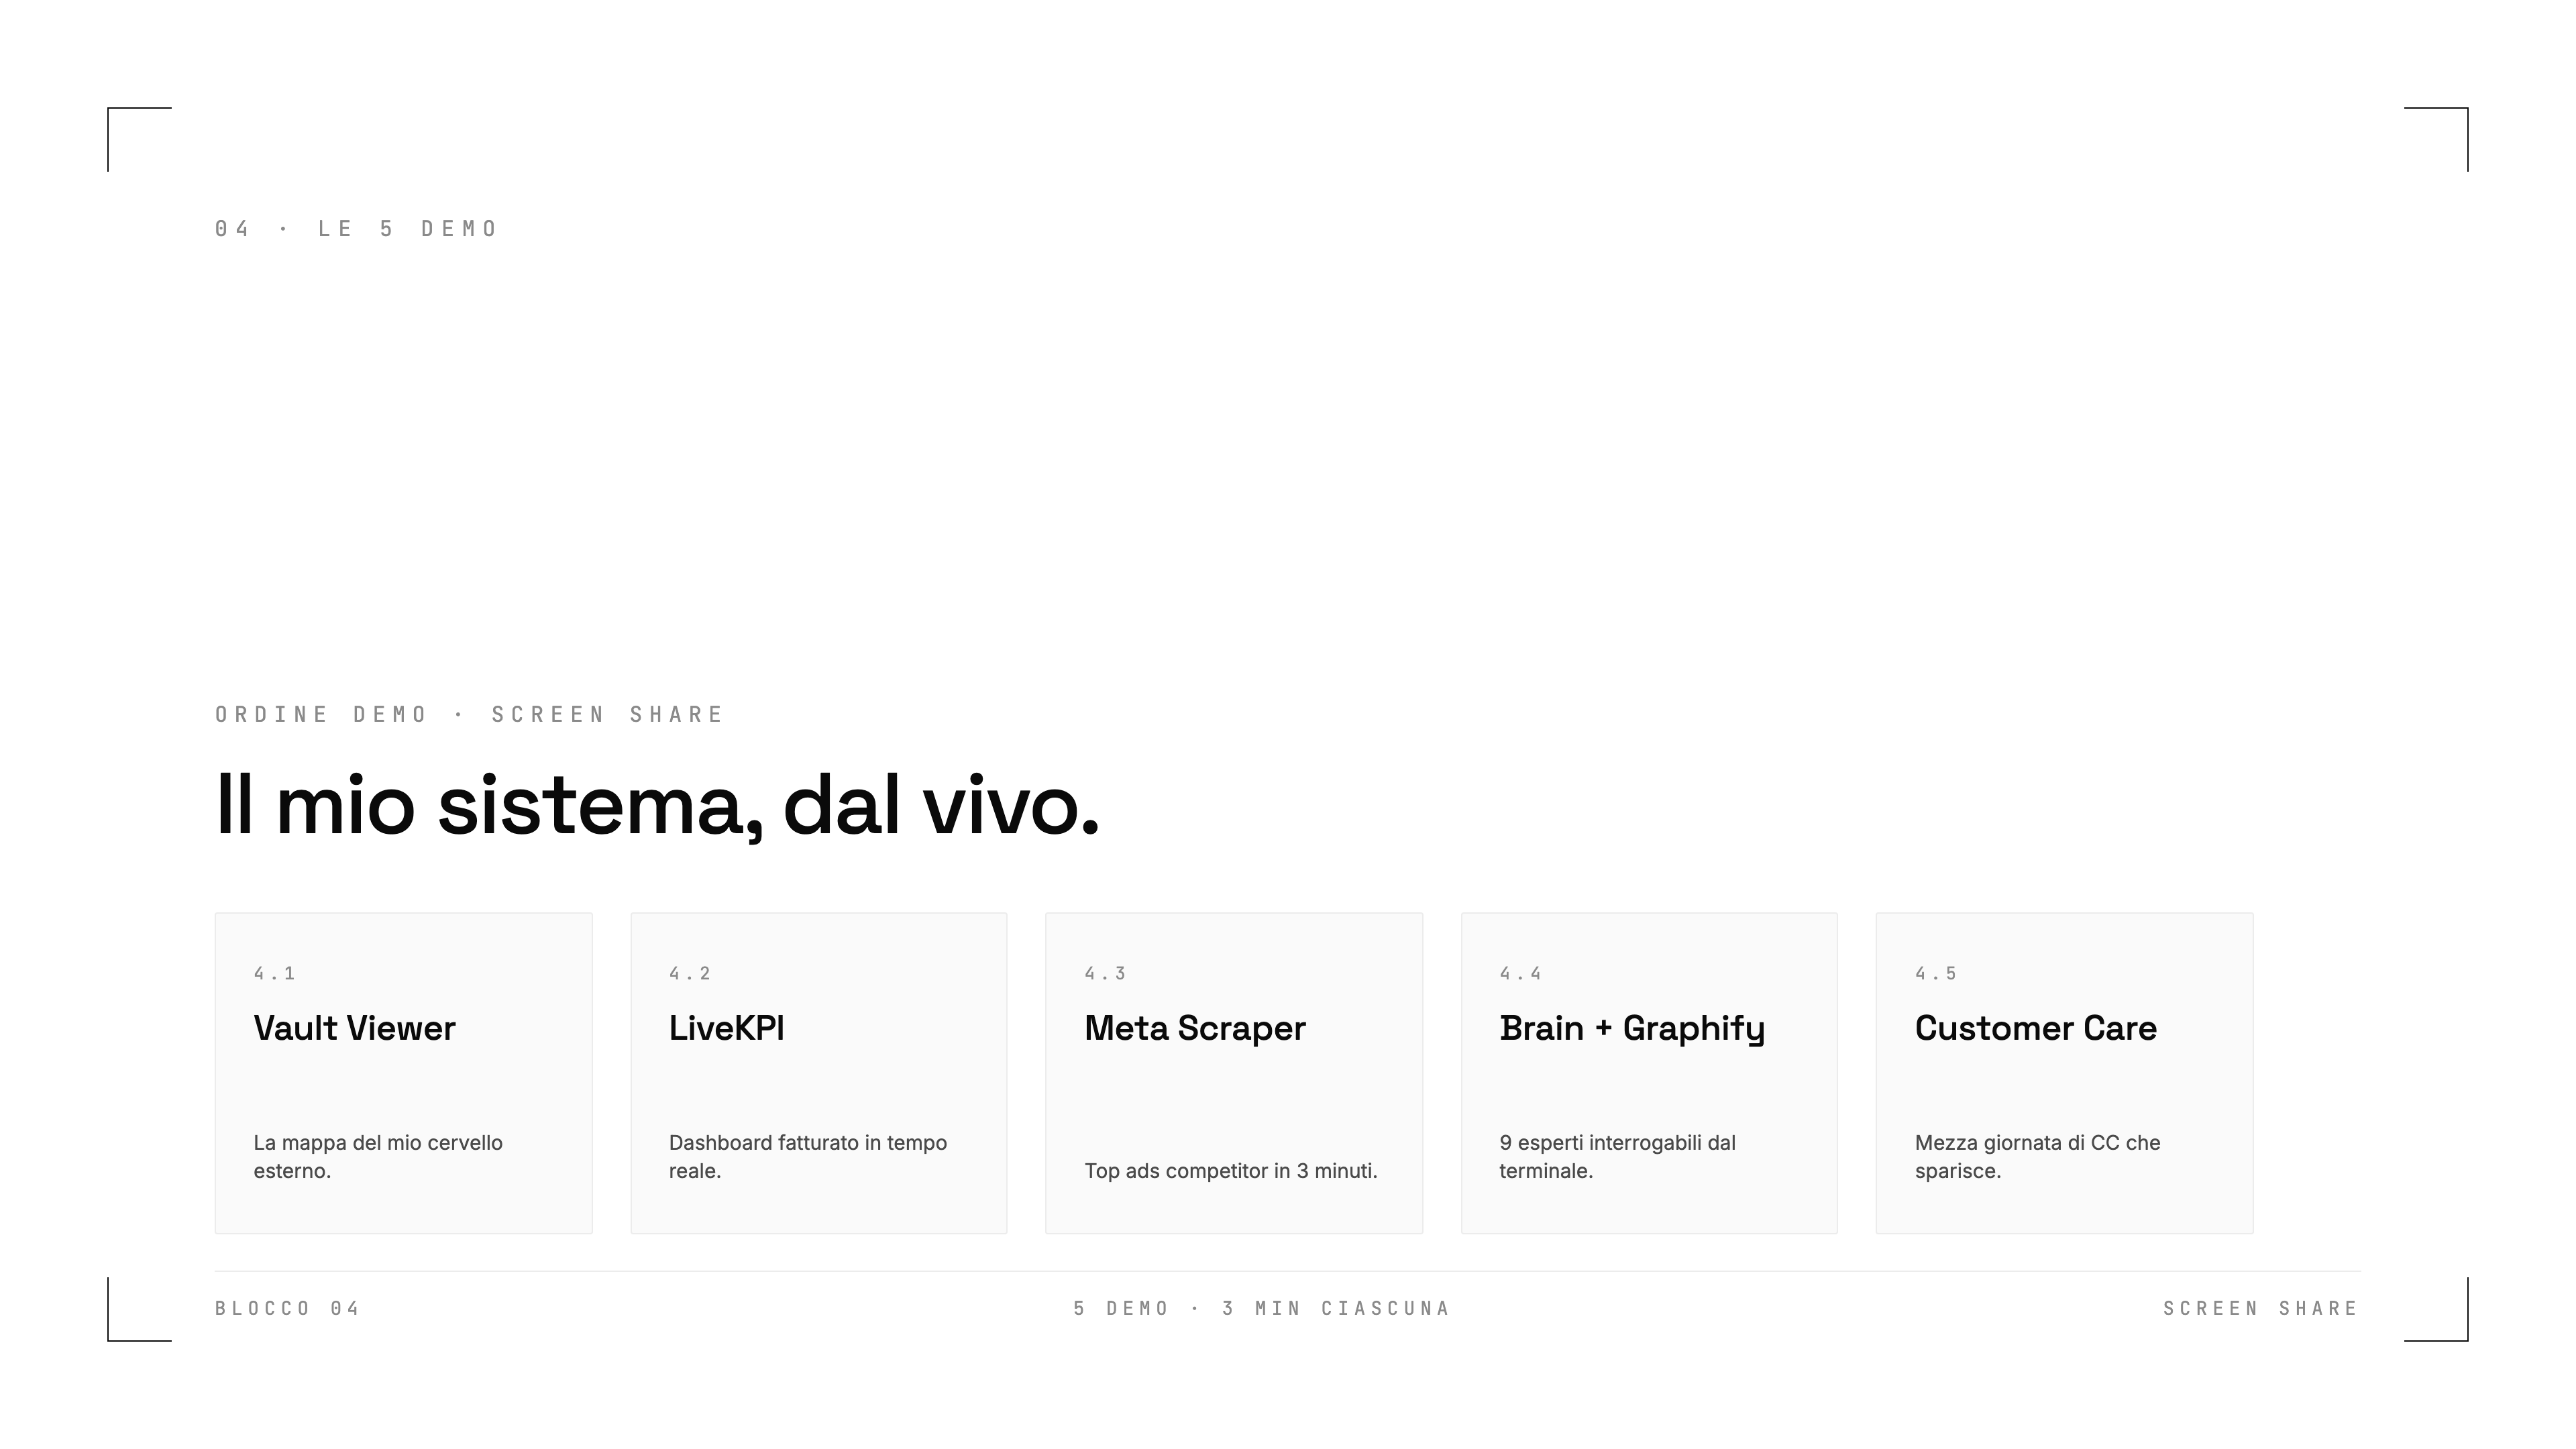 04 · LE 5 DEMO
ORDINE DEMO · SCREEN SHARE
Il mio sistema, dal vivo.
4.1
Vault Viewer
La mappa del mio cervello
esterno.
4.2
LiveKPI
Dashboard fatturato in tempo
reale.
4.3
Meta Scraper
Top ads competitor in 3 minuti.
4.4
Brain + Graphify
9 esperti interrogabili dal
terminale.
4.5
Customer Care
Mezza giornata di CC che
sparisce.
BLOCCO 04
5 DEMO · 3 MIN CIASCUNA
SCREEN SHARE